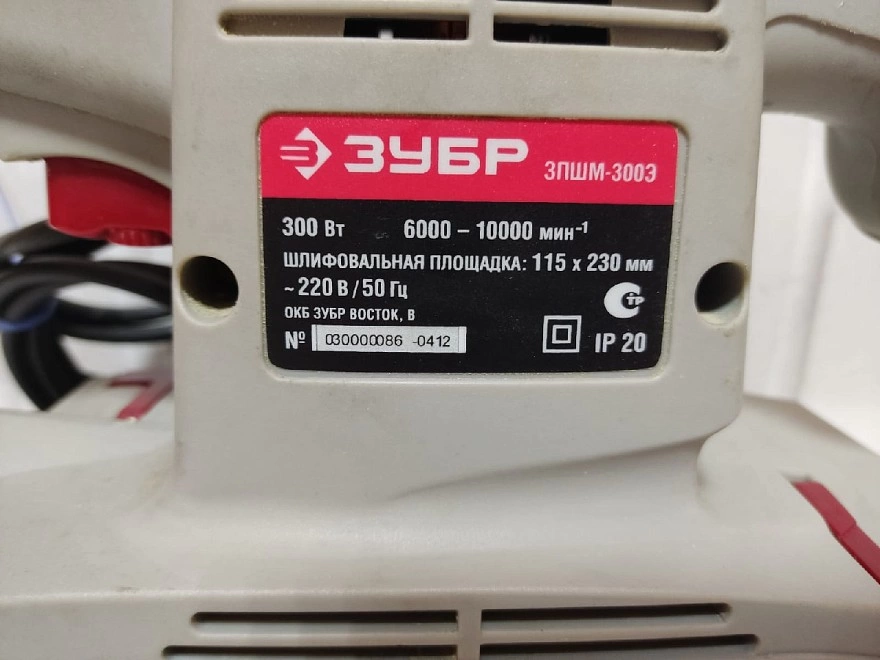 ЗУБР ЗПШМ-300Э
300 Вт 6000 – 10000 мин⁻¹
ШЛИФОВАЛЬНАЯ ПЛОЩАДКА: 115 х 230 мм
~ 220 В / 50 Гц
ОКБ ЗУБР ВОСТОК, В
№ 030000086 -0412
СТР
IP 20